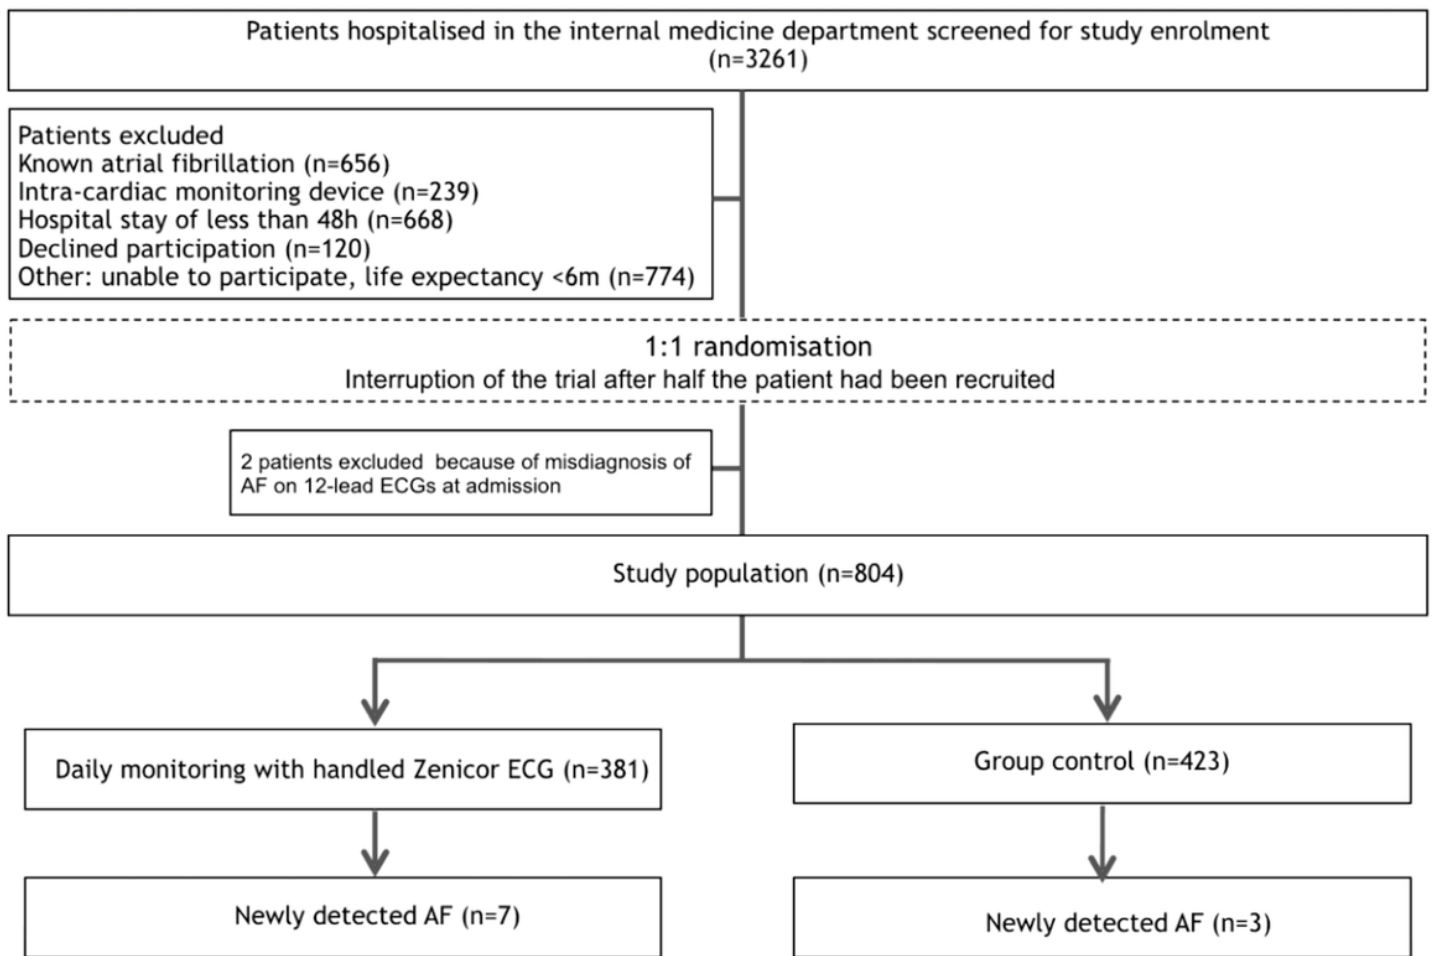 Patients hospitalised in the internal medicine department screened for study enrolment
(n=3261)
Patients excluded
Known atrial fibrillation (n=656)
Intra-cardiac monitoring device (n=239)
Hospital stay of less than 48h (n=668)
Declined participation (n=120)
Other: unable to participate, life expectancy <6m (n=774)
1:1 randomisation
Interruption of the trial after half the patient had been recruited
2 patients excluded because of misdiagnosis of
AF on 12-lead ECGs at admission
Study population (n=804)
Daily monitoring with handled Zenicor ECG (n=381)
Group control (n=423)
Newly detected AF (n=7)
Newly detected AF (n=3)